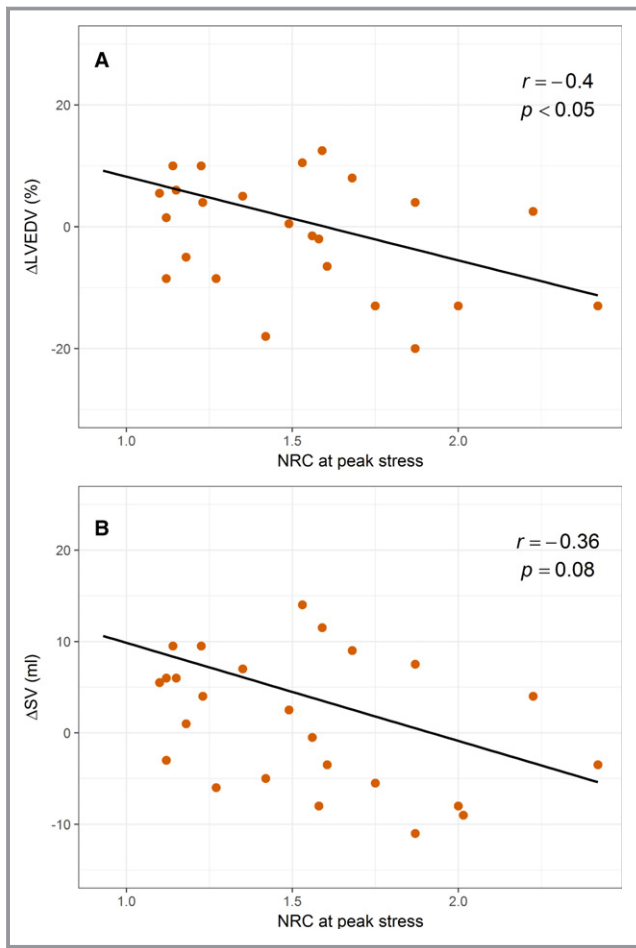 A
r = −0.4
p < 0.05
20
0
-20
ΔLVEDV (%)
1.0 1.5 2.0
NRC at peak stress
B
r = −0.36
p = 0.08
20
10
0
-10
ΔSV (ml)
1.0 1.5 2.0
NRC at peak stress